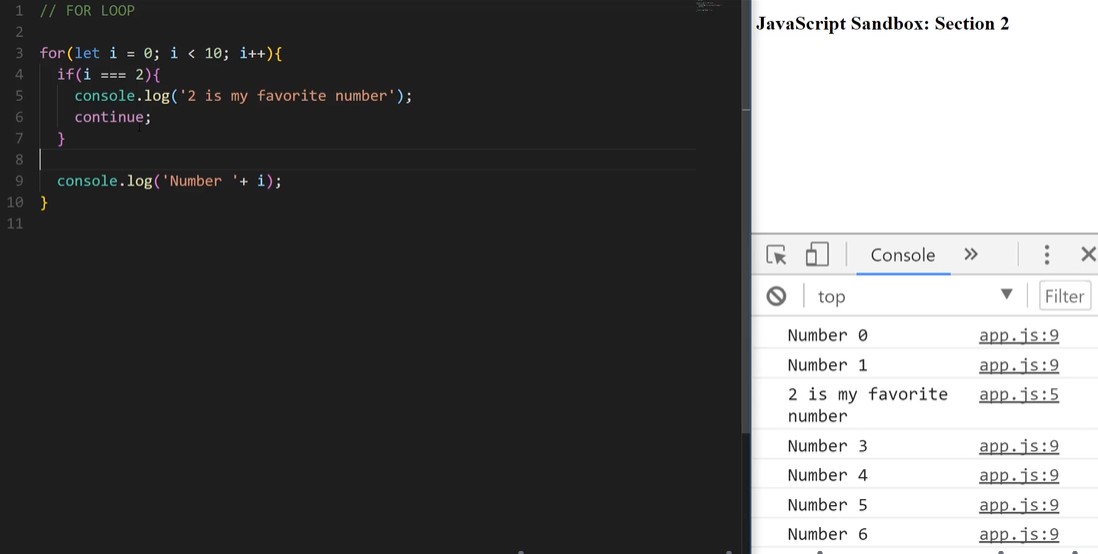 1 // FOR LOOP
2
3 for(let i = 0; i < 10; i++){
4   if(i === 2){
5     console.log('2 is my favorite number');
6     continue;
7   }
8
9   console.log('Number '+ i);
10 }
11
JavaScript Sandbox: Section 2
Console »
top ▼ Filter
Number 0 app.js:9
Number 1 app.js:9
2 is my favorite app.js:5
number
Number 3 app.js:9
Number 4 app.js:9
Number 5 app.js:9
Number 6 app.js:9